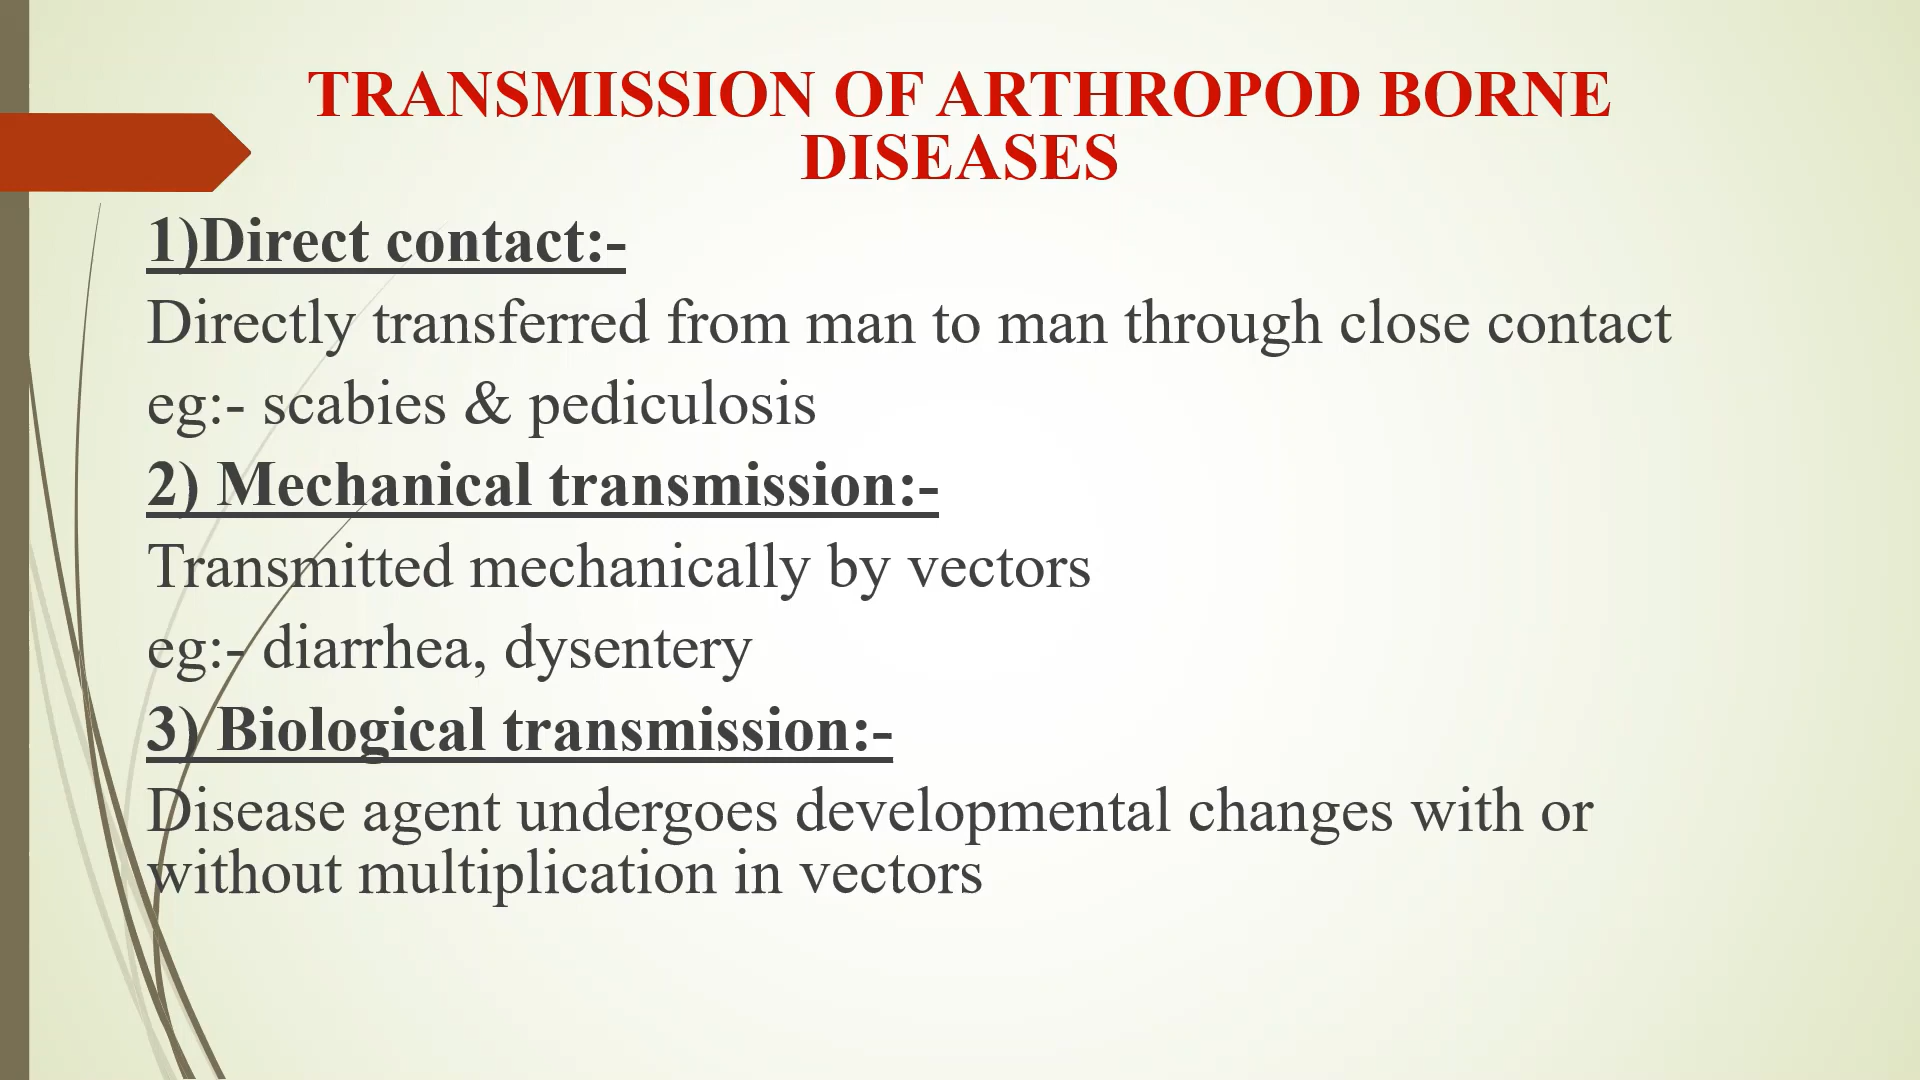 TRANSMISSION OF ARTHROPOD BORNE
DISEASES
1)Direct contact:-
Directly transferred from man to man through close contact
eg:- scabies & pediculosis
2) Mechanical transmission:-
Transmitted mechanically by vectors
eg:- diarrhea, dysentery
3) Biological transmission:-
Disease agent undergoes developmental changes with or
without multiplication in vectors